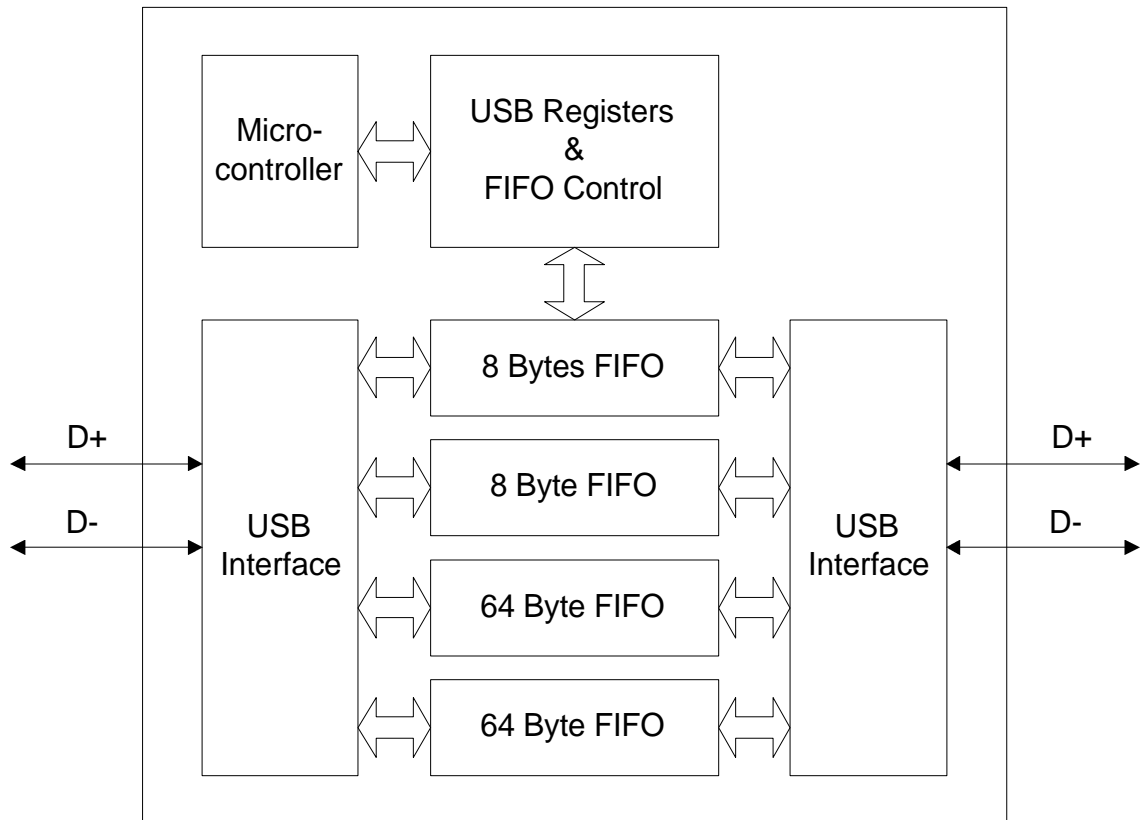 Micro-
controller
USB Registers
&
FIFO Control
8 Bytes FIFO
D+
D+
8 Byte FIFO
D-
USB
Interface
USB
Interface
D-
64 Byte FIFO
64 Byte FIFO